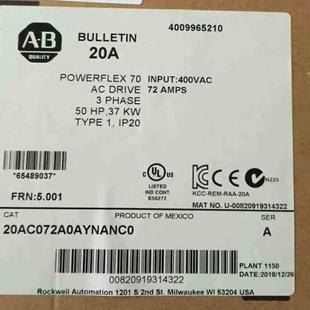 A-B
QUALITY
BULLETIN
20A
4009965210
POWERFLEX 70
AC DRIVE
3 PHASE
50 HP,37 KW
TYPE 1, IP20
INPUT:400VAC
72 AMPS
*65489037*
FRN:5.001
C UL US
LISTED
IND CONT.
E59272
CE
N223
KCC-REM-RAA-20A
MAT NO. U-00820919314322
CAT
PRODUCT OF MEXICO
SER
20AC072A0AYNANC0
A
00820919314322
PLANT 1150
DATE:2018/12/26
Rockwell Automation 1201 S 2nd St. Milwaukee WI 53204 USA